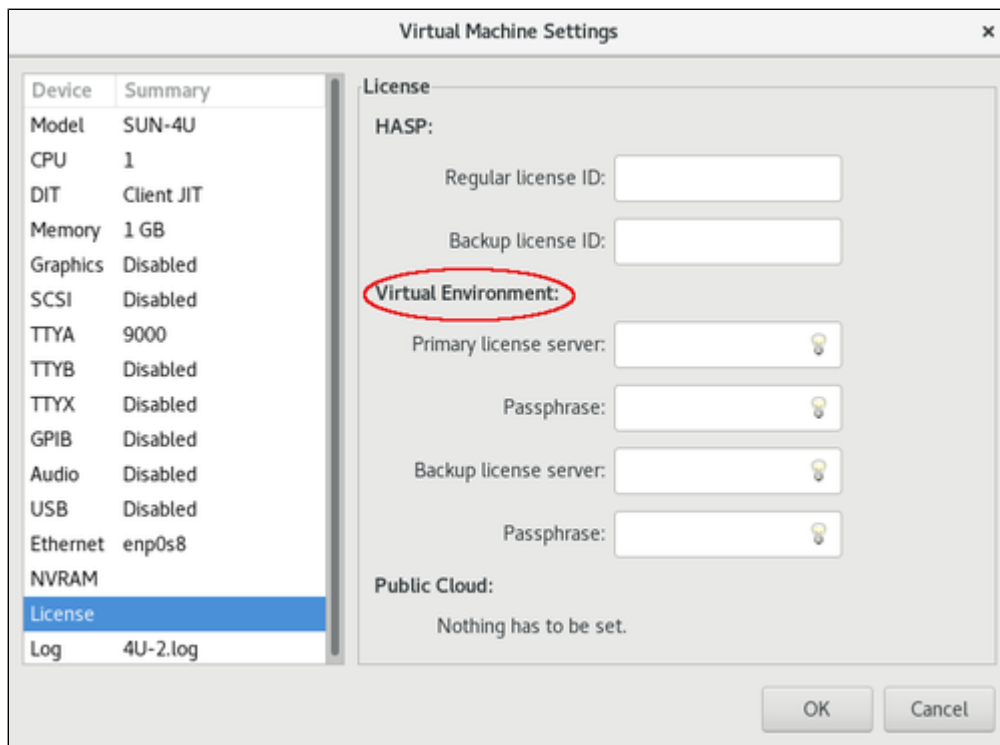 Virtual Machine Settings
Device Summary
Model SUN-4U
CPU 1
DIT Client JIT
Memory 1 GB
Graphics Disabled
SCSI Disabled
TTYA 9000
TTYB Disabled
TTYX Disabled
GPIB Disabled
Audio Disabled
USB Disabled
Ethernet enp0s8
NVRAM
License
Log 4U-2.log
License
HASP:
Regular license ID:
Backup license ID:
Virtual Environment:
Primary license server:
Passphrase:
Backup license server:
Passphrase:
Public Cloud:
Nothing has to be set.
OK Cancel